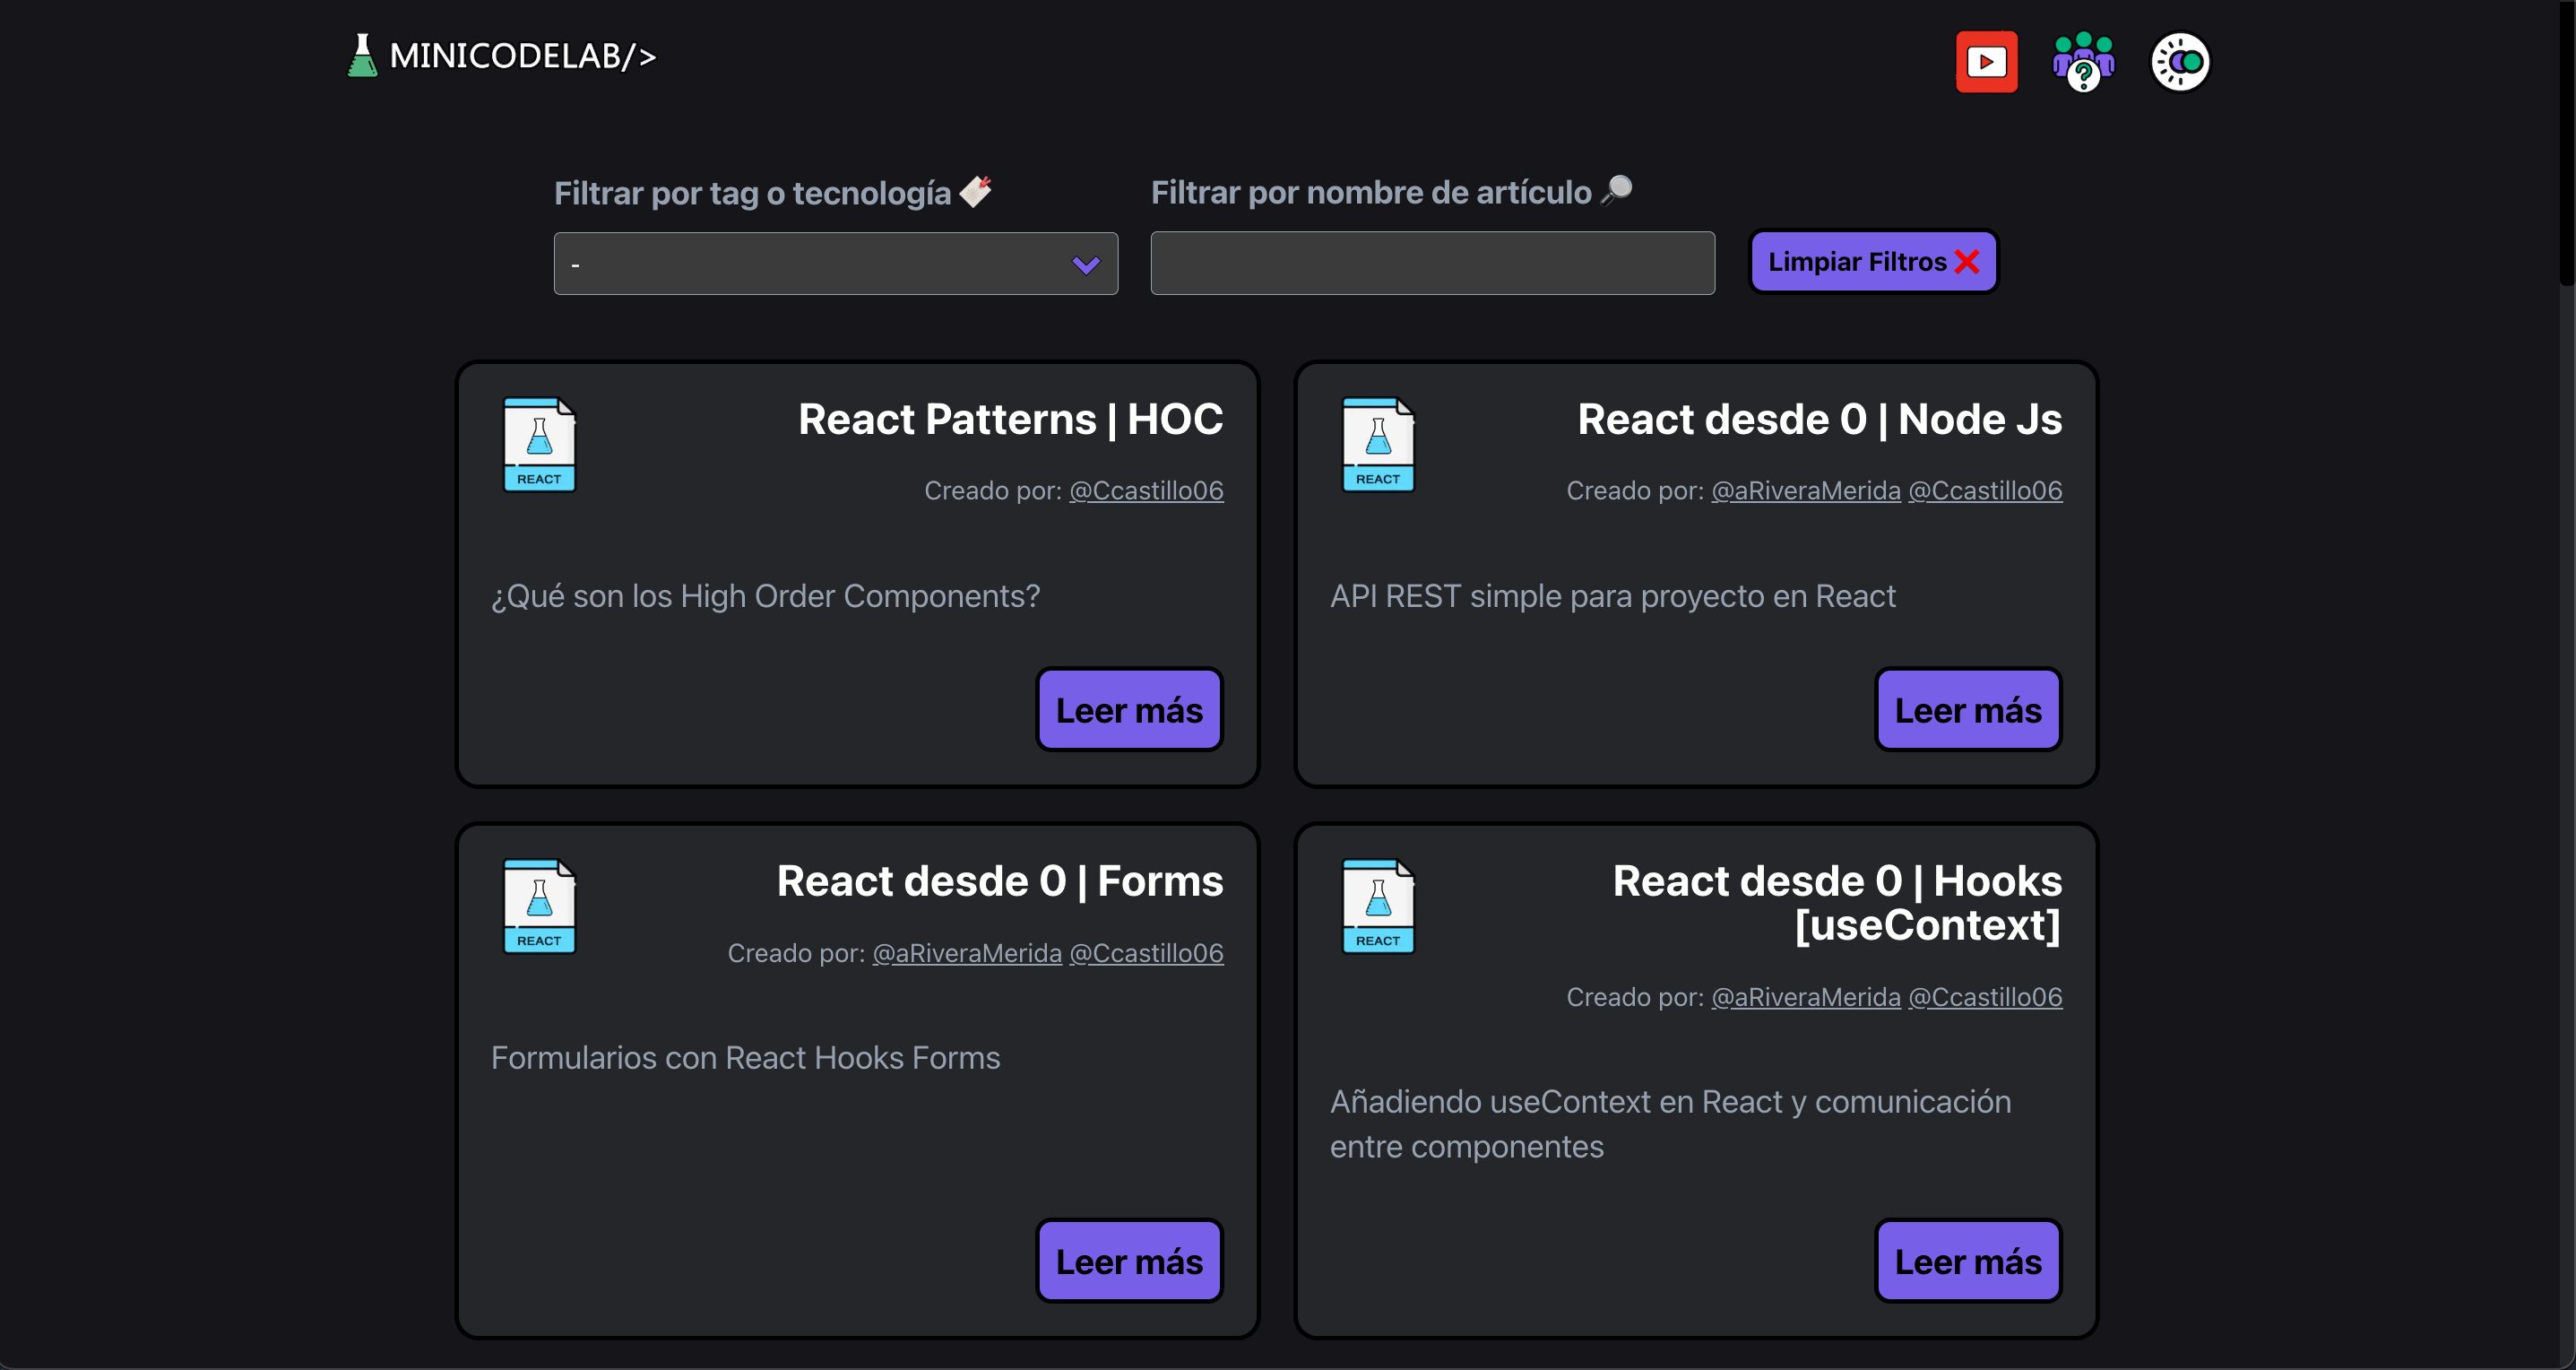 MINICODELAB/>
Filtrar por tag o tecnología
Filtrar por nombre de artículo
-
Limpiar Filtros
REACT
React Patterns | HOC
Creado por: @Ccastillo06
¿Qué son los High Order Components?
Leer más
REACT
React desde 0 | Node Js
Creado por: @aRiveraMerida @Ccastillo06
API REST simple para proyecto en React
Leer más
REACT
React desde 0 | Forms
Creado por: @aRiveraMerida @Ccastillo06
Formularios con React Hooks Forms
Leer más
REACT
React desde 0 | Hooks
[useContext]
Creado por: @aRiveraMerida @Ccastillo06
Añadiendo useContext en React y comunicación
entre componentes
Leer más